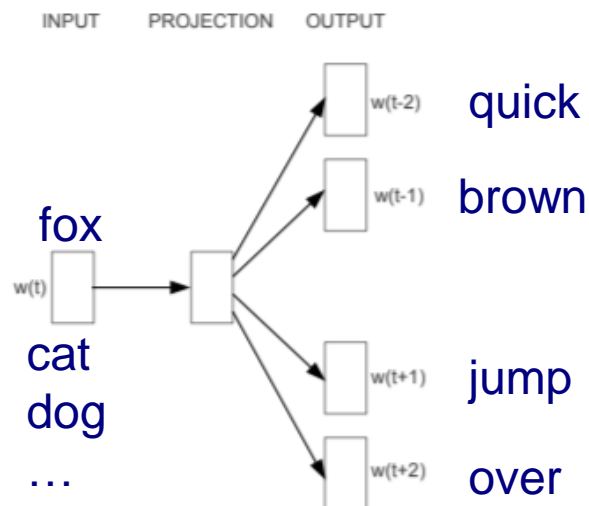 INPUT PROJECTION OUTPUT
w(t-2) quick
w(t-1) brown
fox
w(t)
cat
dog
…
w(t+1) jump
w(t+2) over